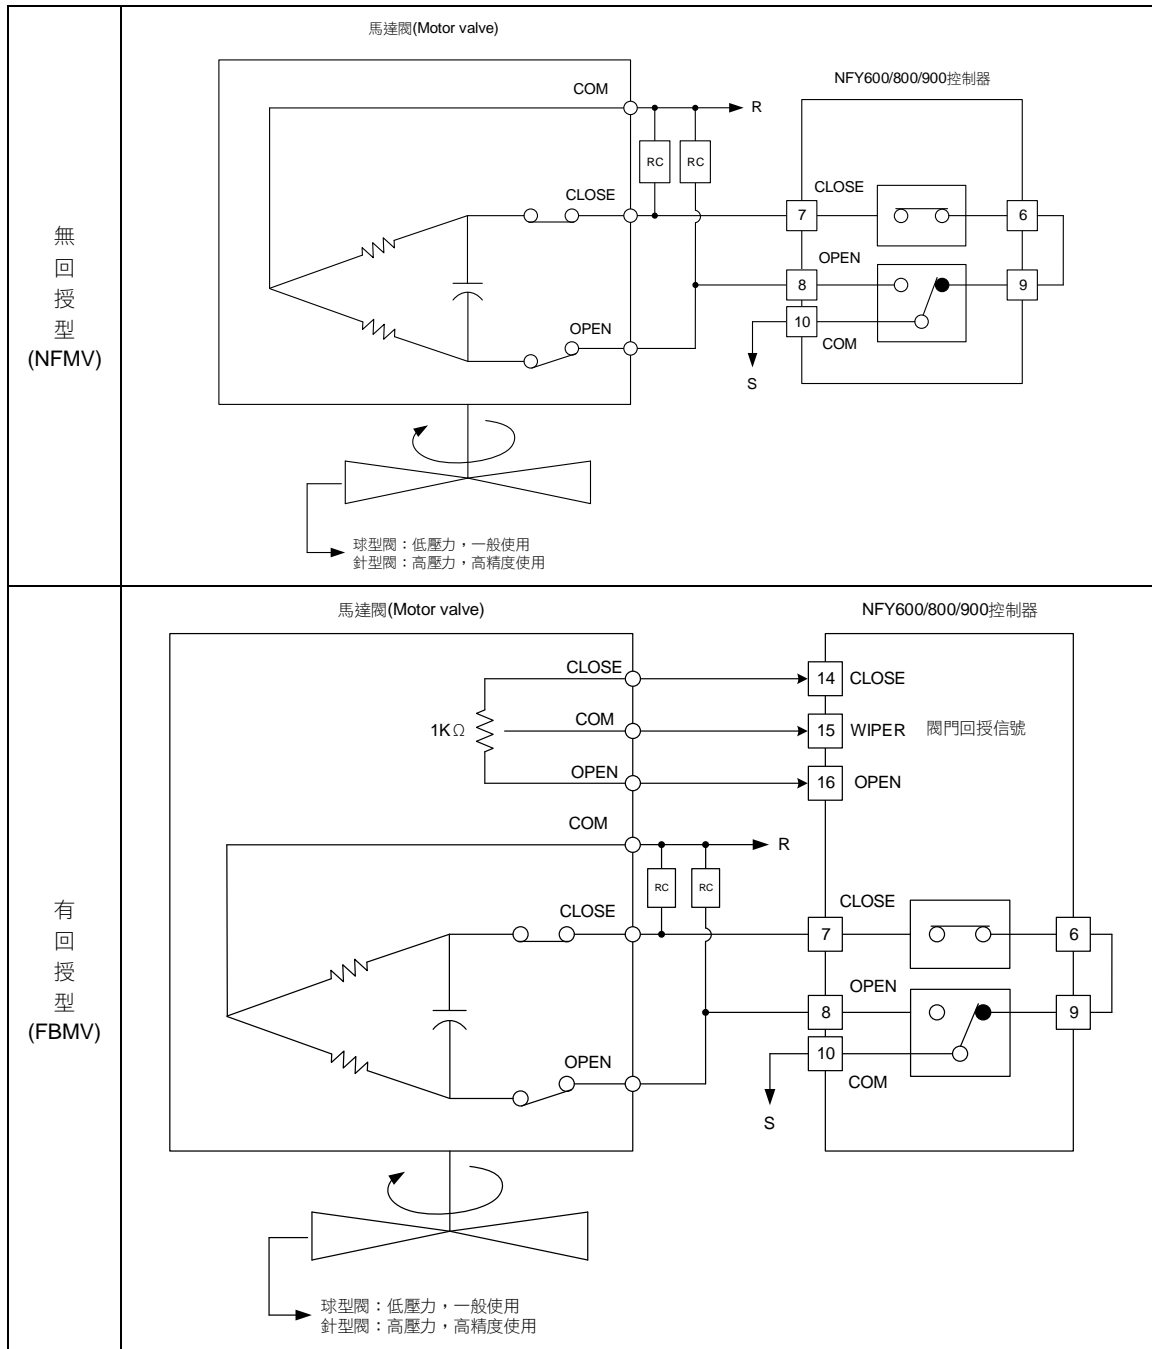 馬達閥(Motor valve)
NFY600/800/900控制器
COM
R
RC
RC
CLOSE
CLOSE
7
6
OPEN
8
9
OPEN
10
COM
S
無
回
授
型
(NFMV)
球型閥：低壓力，一般使用
針型閥：高壓力，高精度使用
馬達閥(Motor valve)
NFY600/800/900控制器
CLOSE
14
CLOSE
1KΩ
COM
15
WIPER
閥門回授信號
OPEN
16
OPEN
COM
R
RC
RC
CLOSE
CLOSE
7
6
OPEN
8
9
OPEN
10
COM
S
有
回
授
型
(FBMV)
球型閥：低壓力，一般使用
針型閥：高壓力，高精度使用